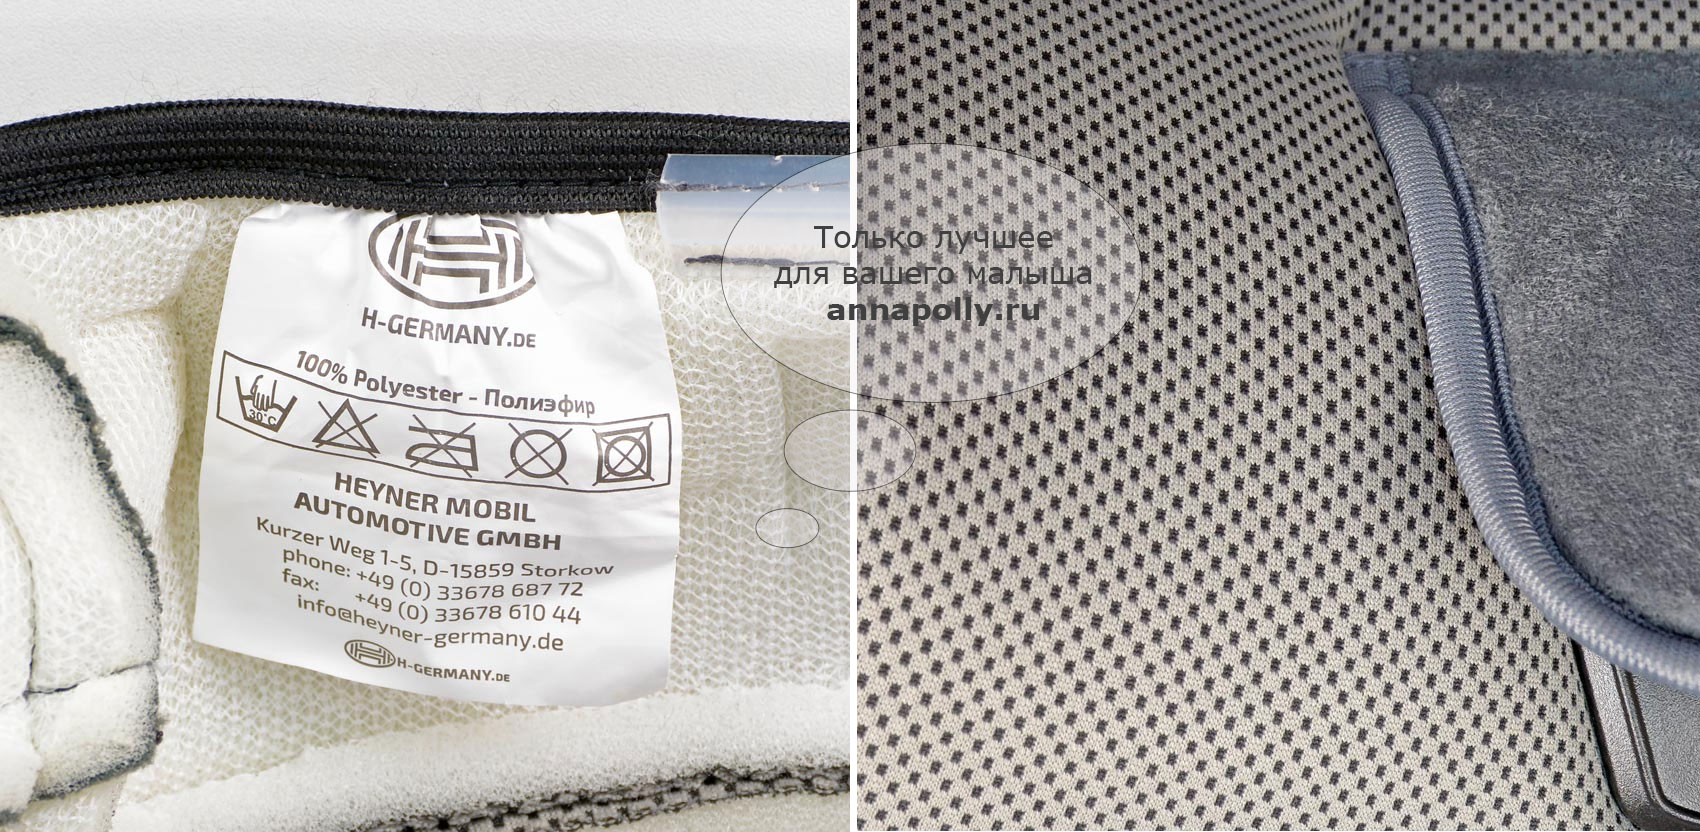 H-GERMANY.DE
100% Polyester - Полиэфир
30°C
HEYNER MOBIL
AUTOMOTIVE GMBH
Kurzer Weg 1-5, D-15859 Storkow
phone: +49 (0) 33678 687 72
fax: +49 (0) 33678 610 44
info@heyner-germany.de
H-GERMANY.DE
Только лучшее
для вашего малыша
annapolly.ru